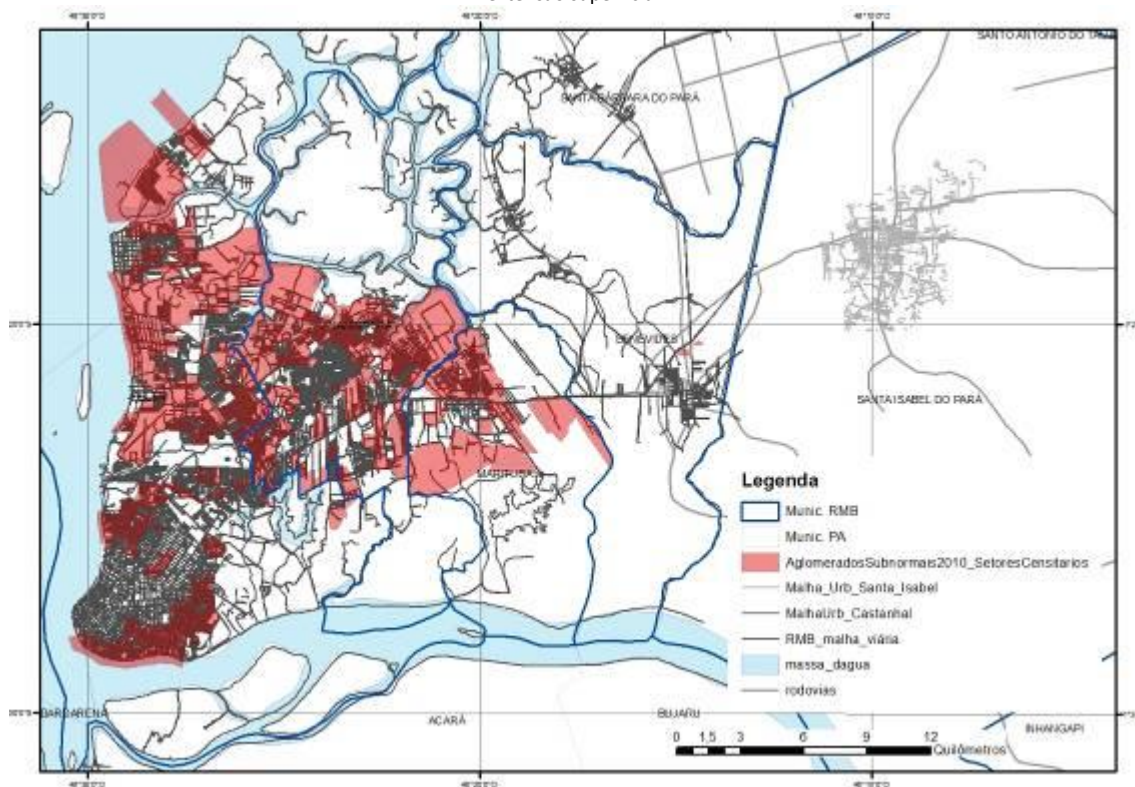 SANTO ANTONIO DO
SANTA BÁRBARA DO PARÁ
BENEVIDES
SANTA ISABEL DO PARÁ
MARITUBA
Legenda
Munic. RMB
Munic. PA
AglomeradosSubnormais2010_SetoresCensitarios
Malha_Urb_Santa_Isabel
MalhaUrb_Castanhal
RMB_malha_viária
massa_dagua
rodovias
BARCARENA
ACARÁ
BUJARU
INHANGAPI
0 1,5 3 6 9 12
Quilômetros